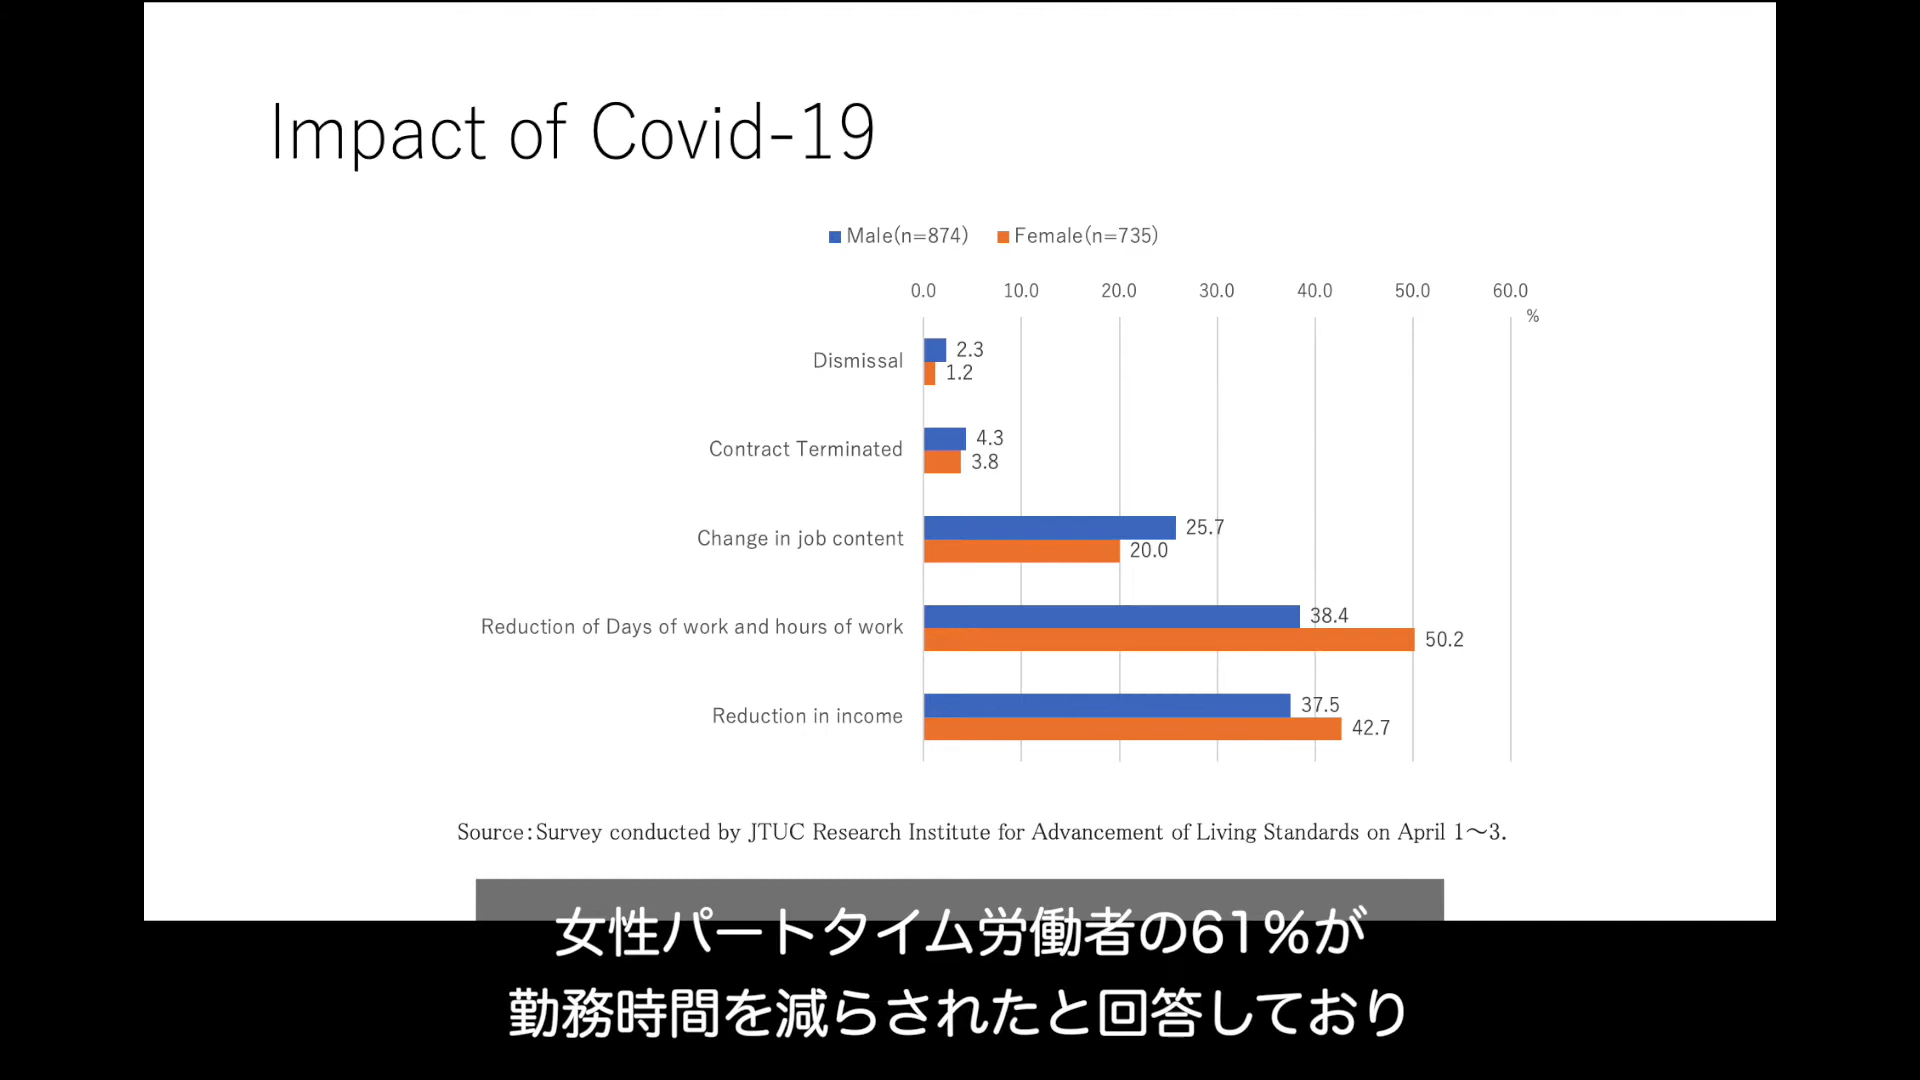 Impact of Covid-19
Male(n=874) Female(n=735)
0.0 10.0 20.0 30.0 40.0 50.0 60.0
%
Dismissal 2.3
1.2
Contract Terminated 4.3
3.8
Change in job content 25.7
20.0
Reduction of Days of work and hours of work 38.4
50.2
Reduction in income 37.5
42.7
Source:Survey conducted by JTUC Research Institute for Advancement of Living Standards on April 1～3.
女性パートタイム労働者の61%が
勤務時間を減らされたと回答しており